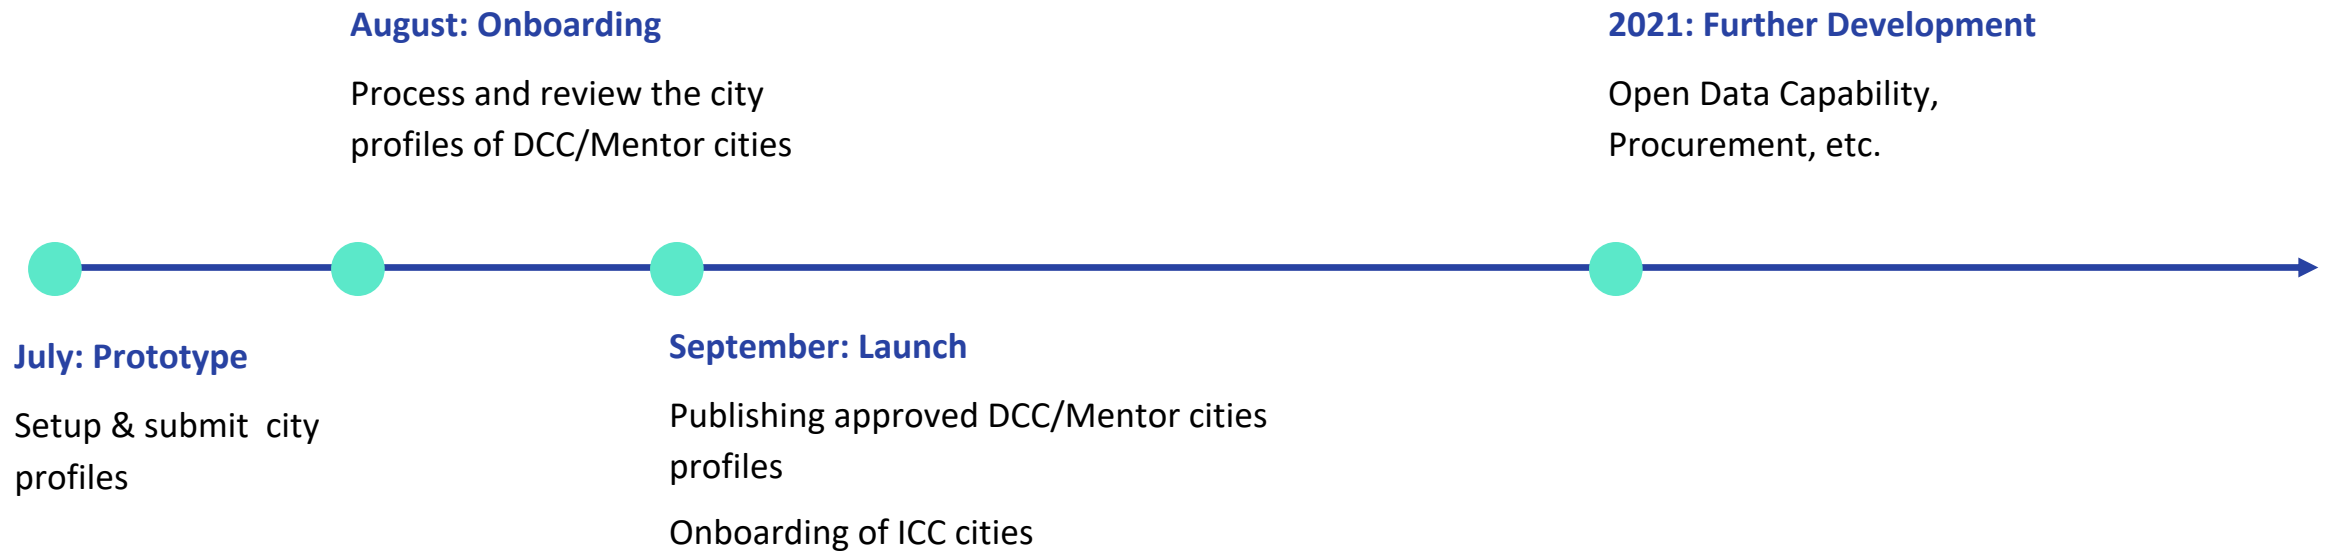 August: Onboarding
Process and review the city
profiles of DCC/Mentor cities
2021: Further Development
Open Data Capability,
Procurement, etc.
July: Prototype
Setup & submit  city
profiles
September: Launch
Publishing approved DCC/Mentor cities
profiles
Onboarding of ICC cities